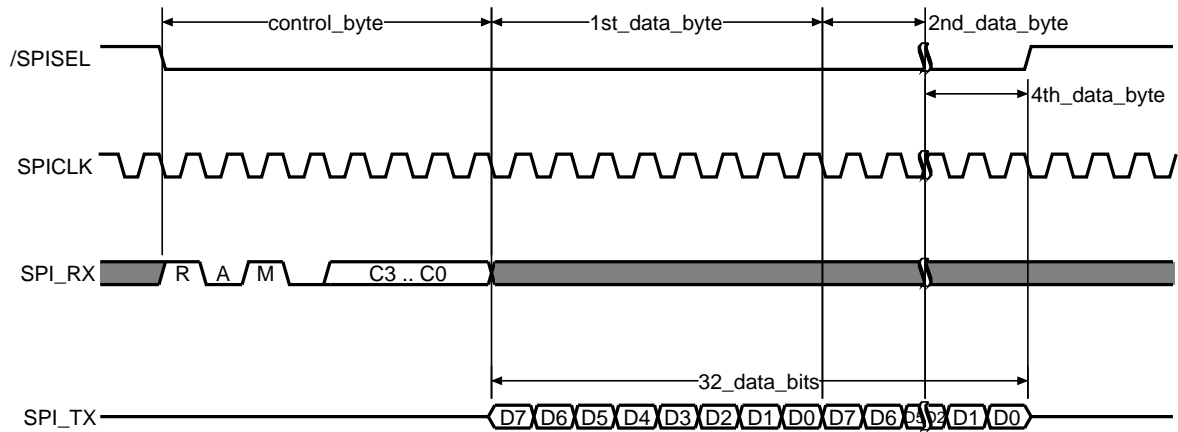 control_byte 1st_data_byte 2nd_data_byte
/SPISEL
4th_data_byte
SPICLK
SPI_RX R A M C3 .. C0
32_data_bits
SPI_TX D7 D6 D5 D4 D3 D2 D1 D0 D7 D6 D5 D2 D1 D0